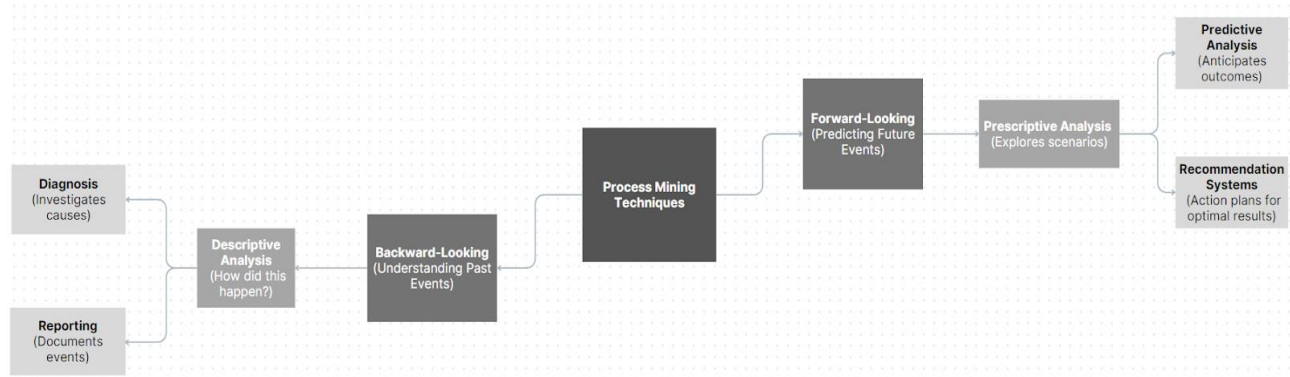 Predictive
Analysis
(Anticipates
outcomes)
Forward-Looking
(Predicting Future
Events)
Prescriptive Analysis
(Explores scenarios)
Recommendation
Systems
(Action plans for
optimal results)
Process Mining
Techniques
Diagnosis
(Investigates
causes)
Descriptive
Analysis
(How did this
happen?)
Backward-Looking
(Understanding Past
Events)
Reporting
(Documents
events)